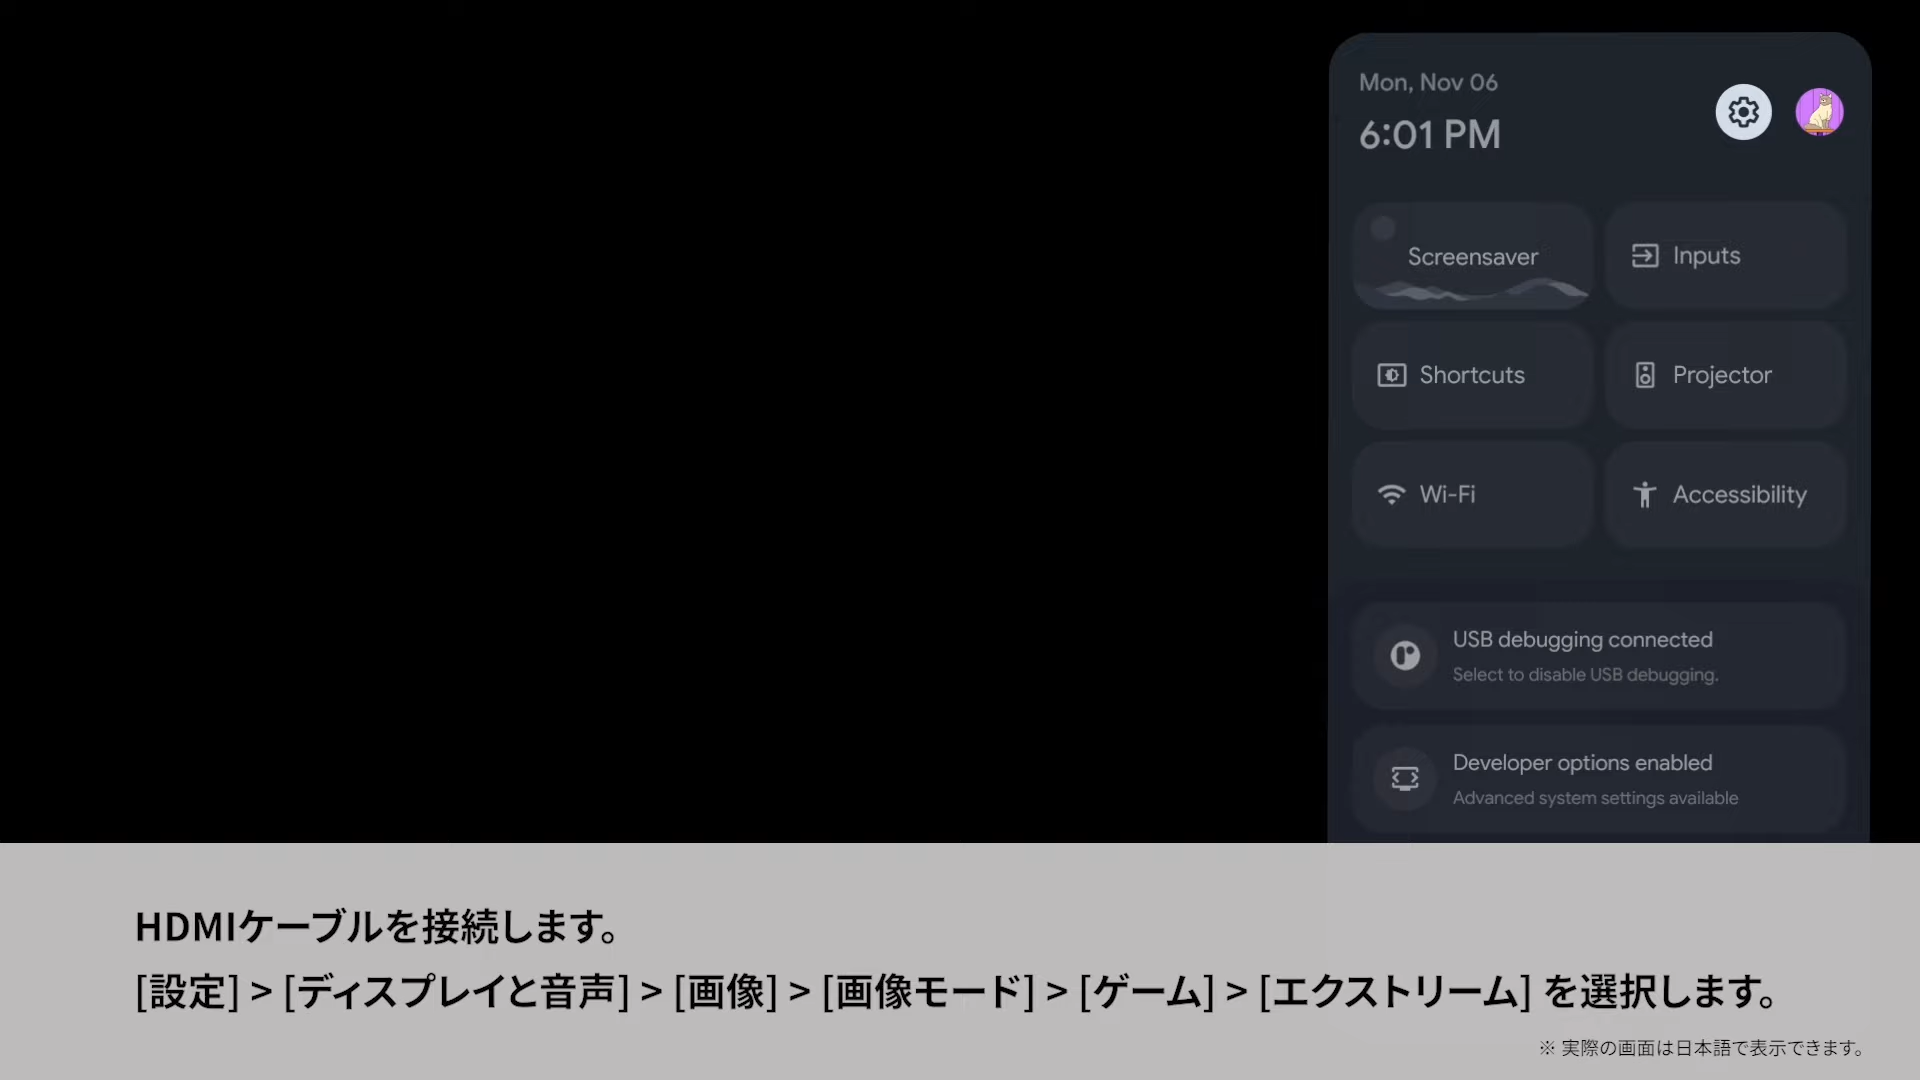 Mon, Nov 06
6:01 PM
Screensaver
Inputs
Shortcuts
Projector
Wi-Fi
Accessibility
USB debugging connected
Select to disable USB debugging.
Developer options enabled
Advanced system settings available
HDMIケーブルを接続します。
[設定] > [ディスプレイと音声] > [画像] > [画像モード] > [ゲーム] > [エクストリーム] を選択します。
※ 実際の画面は日本語で表示できます。